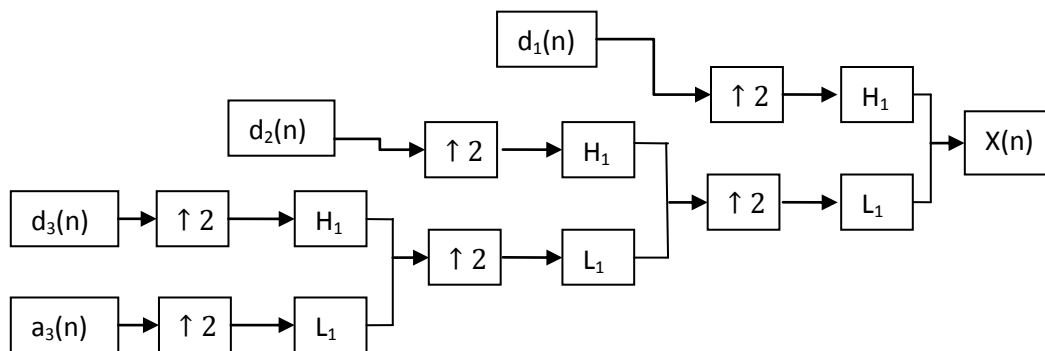 d₁(n)
↑ 2
H₁
d₂(n)
↑ 2
H₁
X(n)
↑ 2
L₁
d₃(n)
↑ 2
H₁
↑ 2
L₁
a₃(n)
↑ 2
L₁